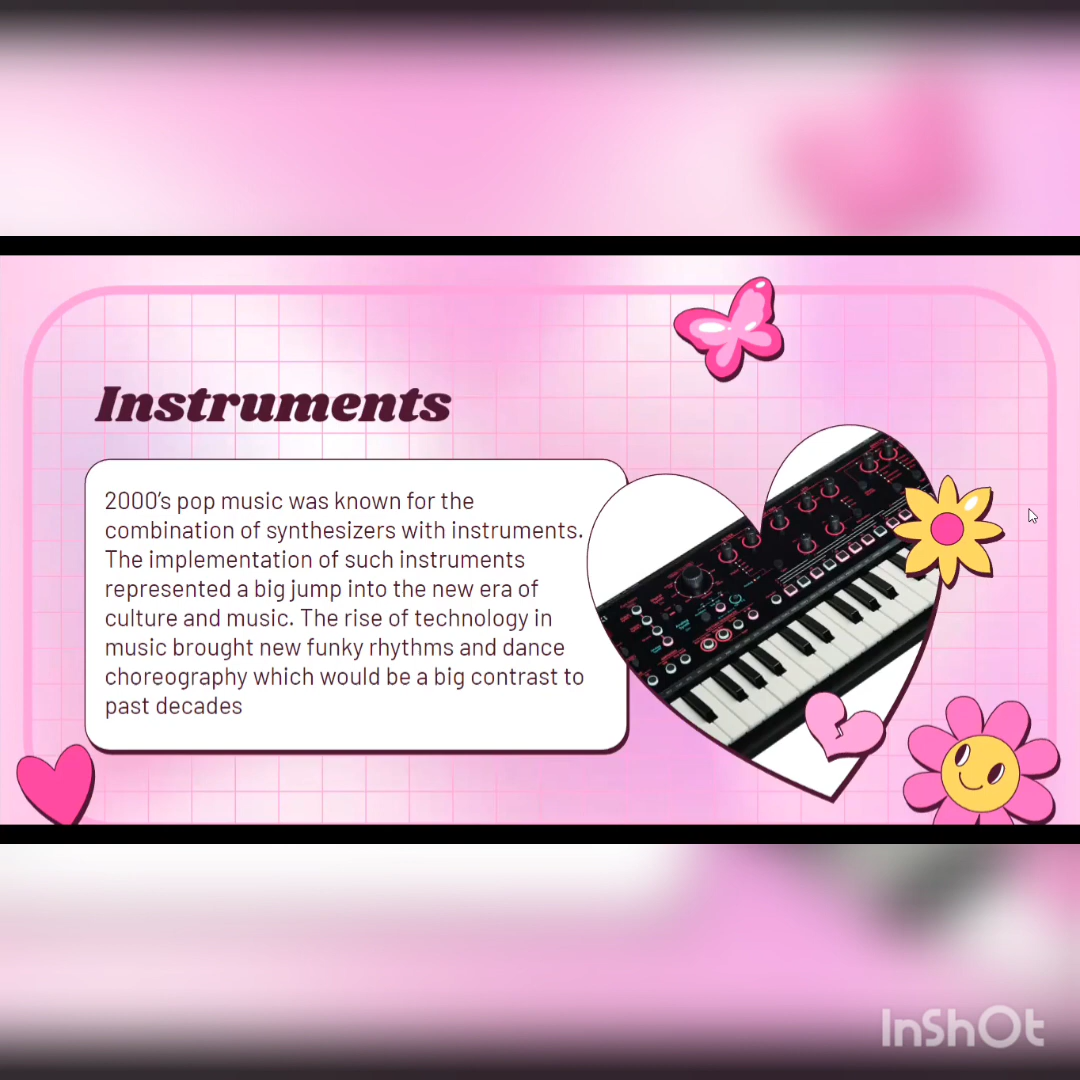 Instruments
2000's pop music was known for the
combination of synthesizers with instruments.
The implementation of such instruments
represented a big jump into the new era of
culture and music. The rise of technology in
music brought new funky rhythms and dance
choreography which would be a big contrast to
past decades
InShOt